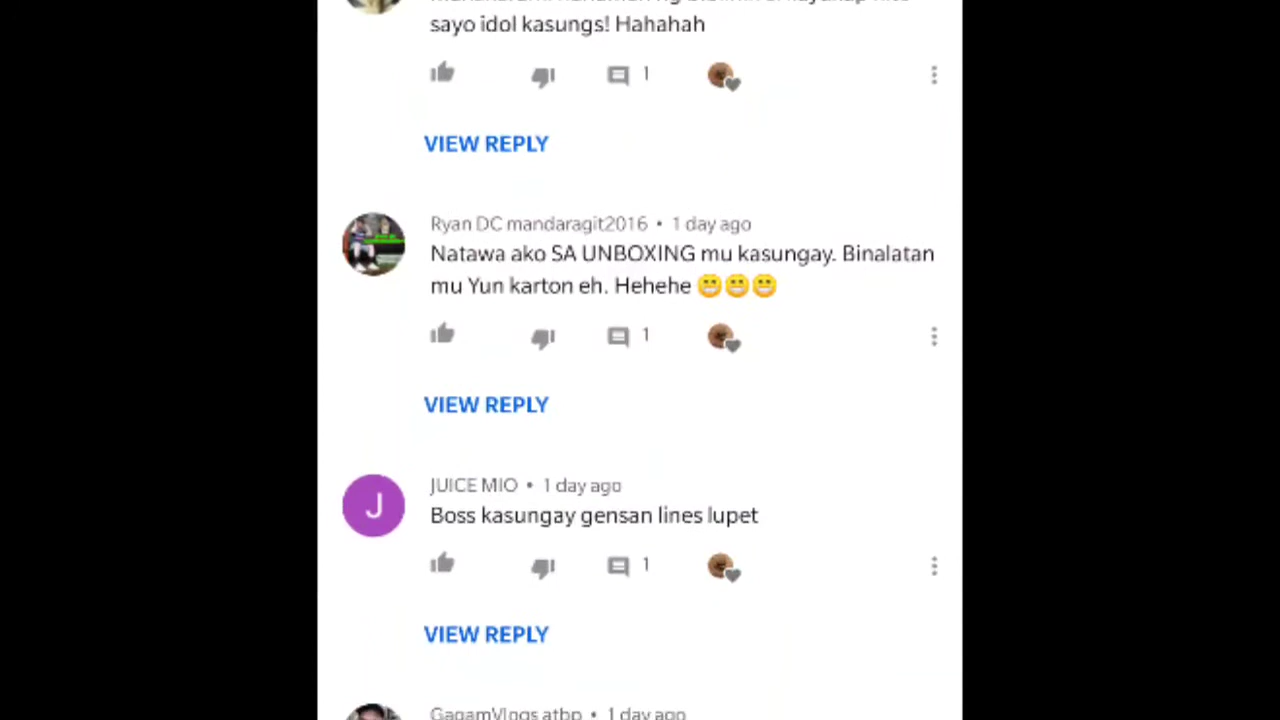 sayo idol kasungs! Hahahah
1
VIEW REPLY
Ryan DC mandaragit2016 • 1 day ago
Natawa ako SA UNBOXING mu kasungay. Binalatan
mu Yun karton eh. Hehehe 😬😬😬
1
VIEW REPLY
J
JUICE MIO • 1 day ago
Boss kasungay gensan lines lupet
1
VIEW REPLY
GagamVlogs atbp • 1 day ago